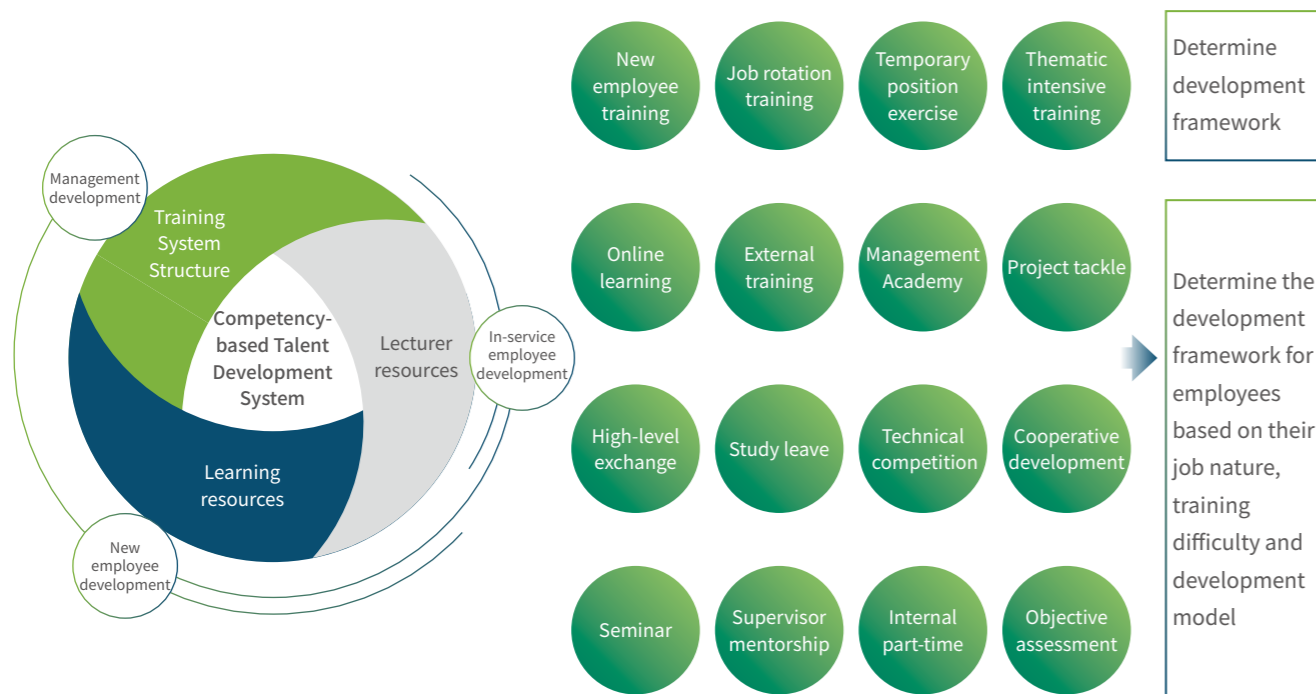 Management
development
Training
System
Structure
Competency-
based Talent
Development
System
Lecturer
resources
In-service
employee
development
Learning
resources
New
employee
development
New
employee
training
Job rotation
training
Temporary
position
exercise
Thematic
intensive
training
Online
learning
External
training
Management
Academy
Project tackle
High-level
exchange
Study leave
Technical
competition
Cooperative
development
Seminar
Supervisor
mentorship
Internal
part-time
Objective
assessment
Determine
development
framework
Determine the
development
framework for
employees
based on their
job nature,
training
difficulty and
development
model